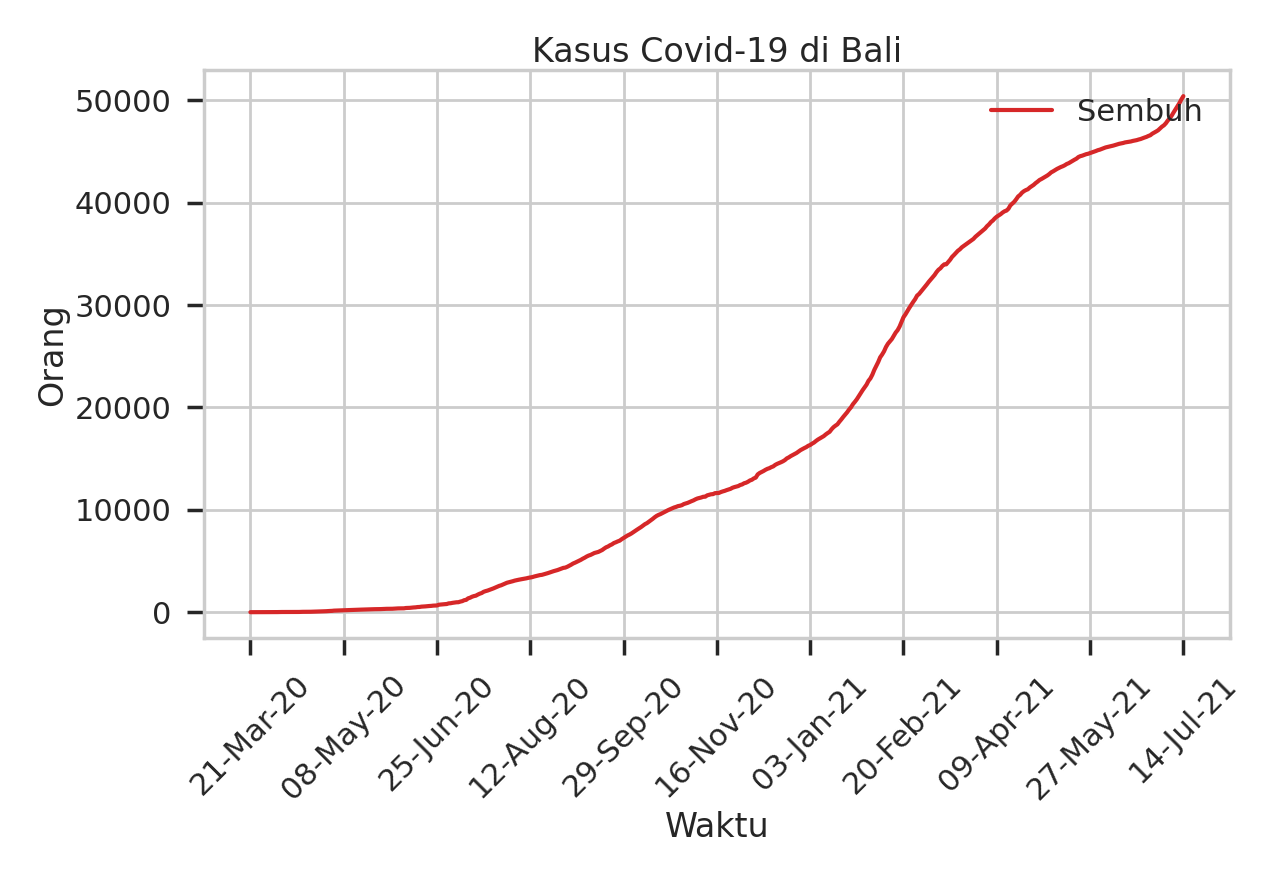 Kasus Covid-19 di Bali
Sembuh
50000
40000
30000
20000
10000
0
Orang
21-Mar-20
08-May-20
25-Jun-20
12-Aug-20
29-Sep-20
16-Nov-20
03-Jan-21
20-Feb-21
09-Apr-21
27-May-21
14-Jul-21
Waktu